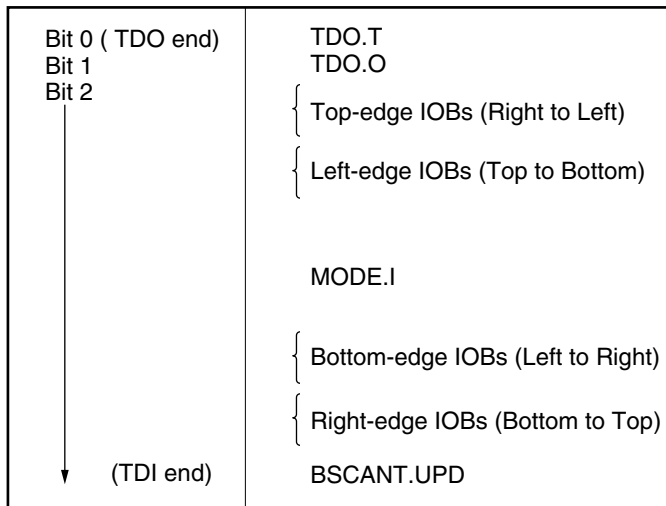 Bit 0 ( TDO end) TDO.T
Bit 1 TDO.O
Bit 2
Top-edge IOBs (Right to Left)
Left-edge IOBs (Top to Bottom)
MODE.I
Bottom-edge IOBs (Left to Right)
Right-edge IOBs (Bottom to Top)
(TDI end) BSCANT.UPD